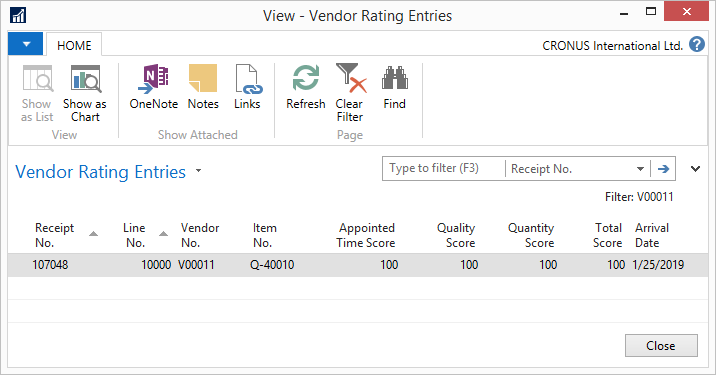 View - Vendor Rating Entries
HOME
CRONUS International Ltd.
Show as List
Show as Chart
OneNote
Notes
Links
Refresh
Clear Filter
Find
View
Show Attached
Page
Vendor Rating Entries
Type to filter (F3)
Receipt No.
Filter: V00011
Receipt No. Line No. Vendor No. Item No. Appointed Time Score Quality Score Quantity Score Total Score Arrival Date
107048 10000 V00011 Q-40010 100 100 100 100 1/25/2019
Close